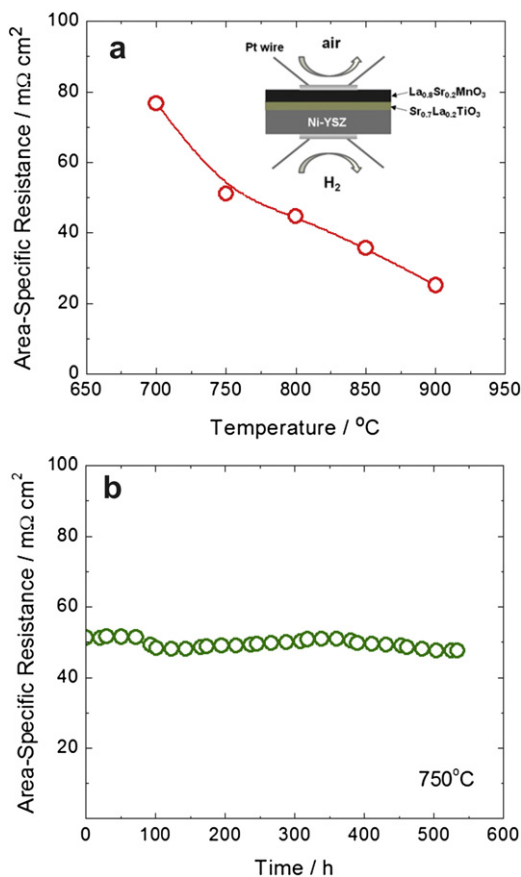 a
Pt wire
air
La0.8Sr0.2MnO3
Sr0.7La0.2TiO3
Ni-YSZ
H2
Area-Specific Resistance / mΩ cm2
100
80
60
40
20
0
650 700 750 800 850 900 950
Temperature / oC
b
Area-Specific Resistance / mΩ cm2
100
80
60
40
20
750oC
0 100 200 300 400 500 600
Time / h